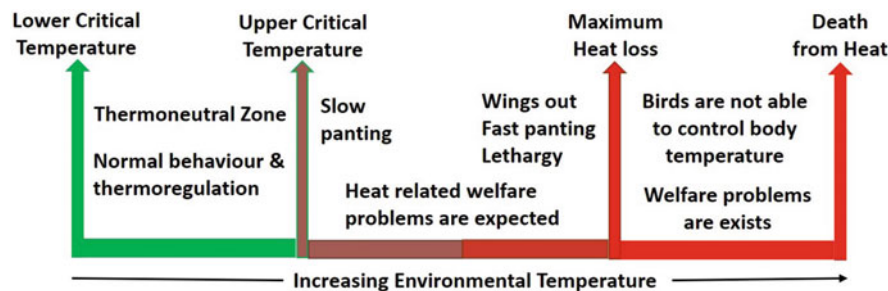 Lower Critical
Temperature
Upper Critical
Temperature
Maximum
Heat loss
Death
from Heat
Thermoneutral Zone
Normal behaviour &
thermoregulation
Slow
panting
Wings out
Fast panting
Lethargy
Heat related welfare
problems are expected
Birds are not able
to control body
temperature
Welfare problems
are exists
Increasing Environmental Temperature